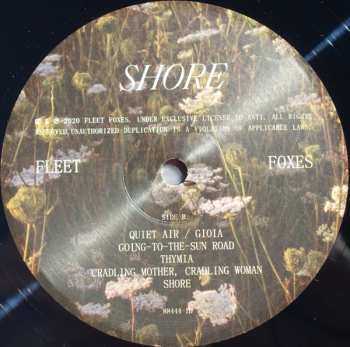 SHORE
℗ & © 2020 FLEET FOXES, UNDER EXCLUSIVE LICENSE TO ANTI. ALL RIGHTS
RESERVED UNAUTHORIZED DUPLICATION IS A VIOLATION OF APPLICABLE LAWS.
FLEET FOXES
SIDE
QUIET AIR / GIOIA
GOING-TO-THE-SUN ROAD
THYMIA
CRADLING MOTHER, CRADLING WOMAN
SHORE